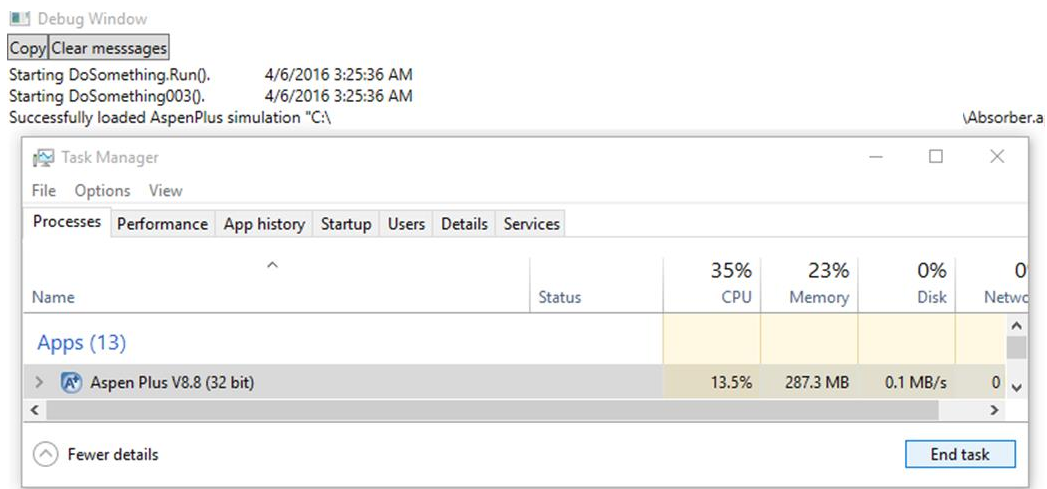 Debug Window
Copy Clear messsages
Starting DoSomething.Run(). 4/6/2016 3:25:36 AM
Starting DoSomething003(). 4/6/2016 3:25:36 AM
Successfully loaded AspenPlus simulation "C:\ \Absorber.a
Task Manager
File Options View
Processes Performance App history Startup Users Details Services
35% 23% 0% 0
Name Status CPU Memory Disk Netwo
Apps (13)
Aspen Plus V8.8 (32 bit) 13.5% 287.3 MB 0.1 MB/s 0
Fewer details End task